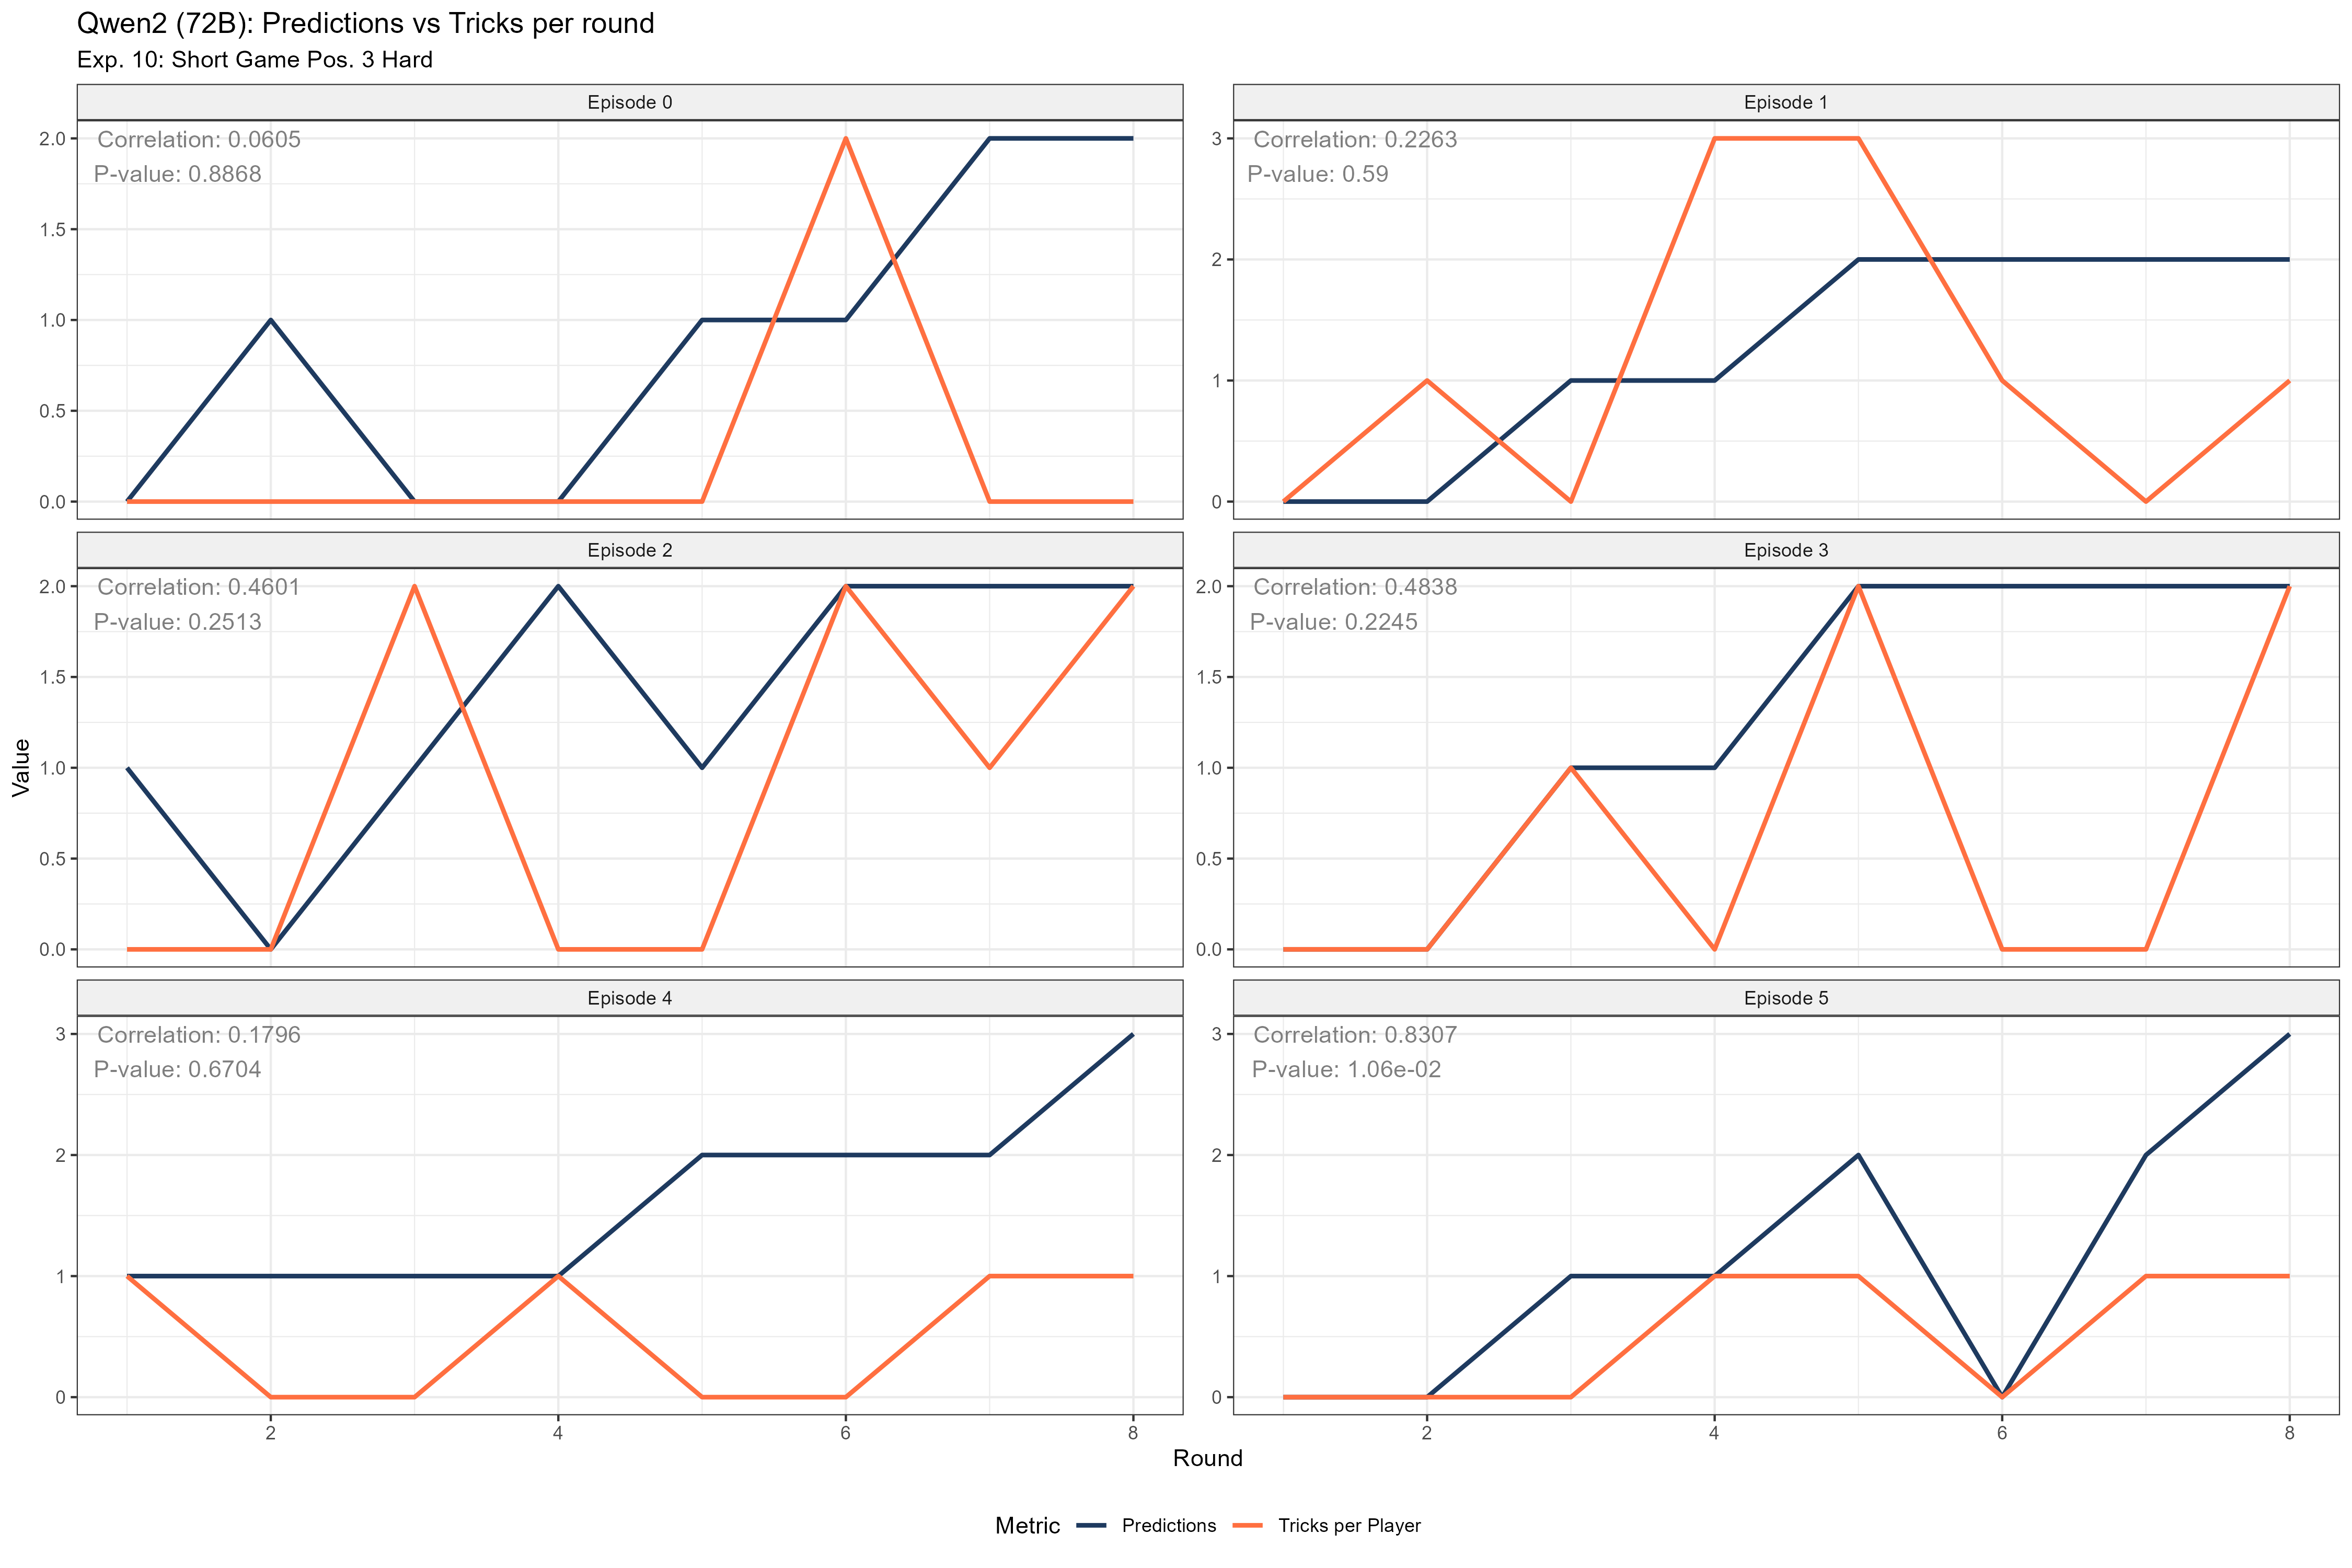 Qwen2 (72B): Predictions vs Tricks per round
Exp. 10: Short Game Pos. 3 Hard
Episode 0
Correlation: 0.0605
P-value: 0.8868
2.0
1.5
1.0
0.5
0.0
Episode 1
Correlation: 0.2263
P-value: 0.59
3
2
1
0
Episode 2
Correlation: 0.4601
P-value: 0.2513
2.0
1.5
1.0
0.5
0.0
Episode 3
Correlation: 0.4838
P-value: 0.2245
2.0
1.5
1.0
0.5
0.0
Value
Episode 4
Correlation: 0.1796
P-value: 0.6704
3
2
1
0
2 4 6 8
Episode 5
Correlation: 0.8307
P-value: 1.06e-02
3
2
1
0
2 4 6 8
Round
Metric Predictions Tricks per Player